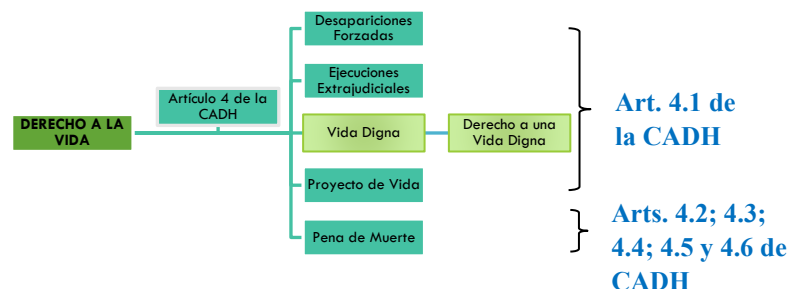 Desapariciones
Forzadas
Ejecuciones
Extrajudiciales
Artículo 4 de la
CADH
DERECHO A LA
VIDA
Vida Digna
Derecho a una
Vida Digna
Proyecto de Vida
Pena de Muerte
Art. 4.1 de
la CADH
Arts. 4.2; 4.3;
4.4; 4.5 y 4.6 de
CADH